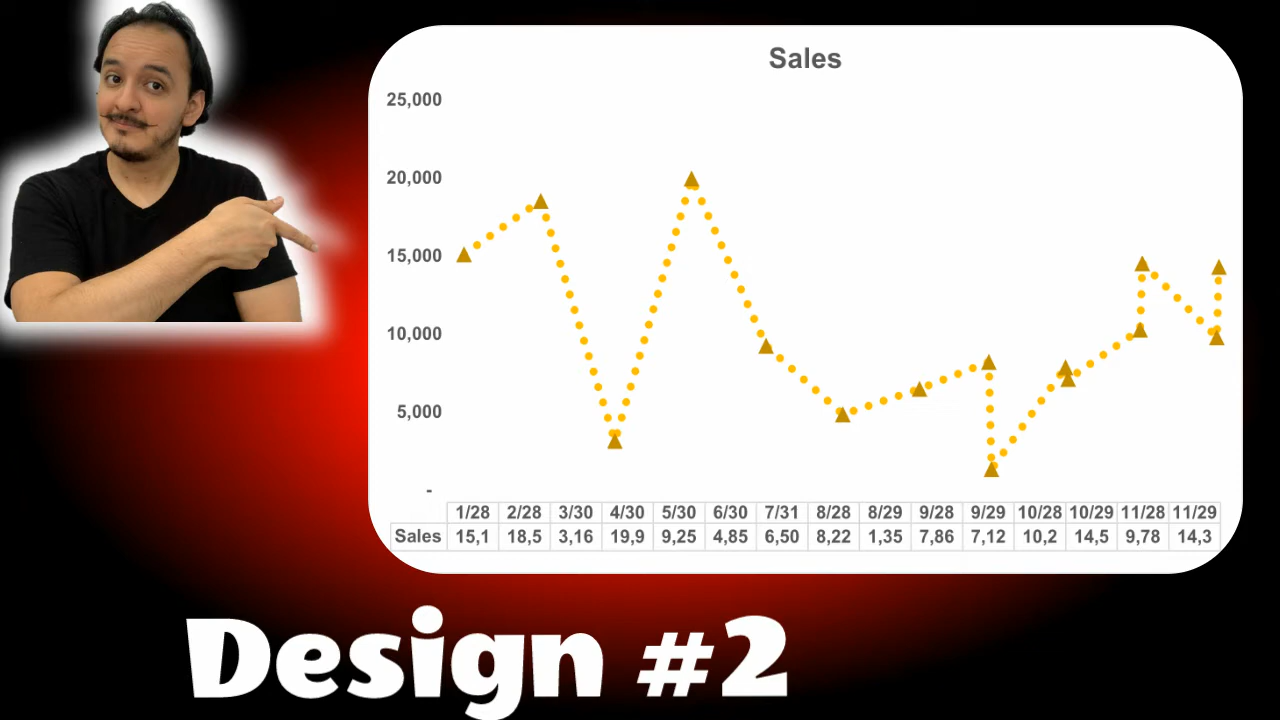 Sales
25,000
20,000
15,000
10,000
5,000
-
1/28 2/28 3/30 4/30 5/30 6/30 7/31 8/28 8/29 9/28 9/29 10/28 10/29 11/28 11/29
Sales 15,1 18,5 3,16 19,9 9,25 4,85 6,50 8,22 1,35 7,86 7,12 10,2 14,5 9,78 14,3
Design #2